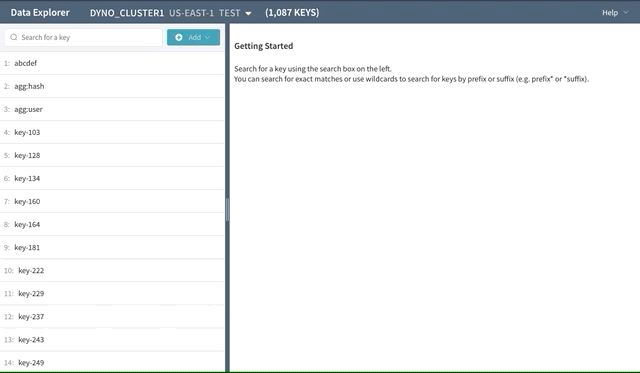 Data Explorer DYNO_CLUSTER1 US-EAST-1 TEST (1,087 KEYS) Help
Search for a key Add
Getting Started
Search for a key using the search box on the left.
You can search for exact matches or use wildcards to search for keys by prefix or suffix (e.g. prefix* or *suffix).
1: abcdef
2: agg:hash
3: agg:user
4: key-103
5: key-128
6: key-134
7: key-160
8: key-164
9: key-181
10: key-222
11: key-229
12: key-237
13: key-243
14: key-249